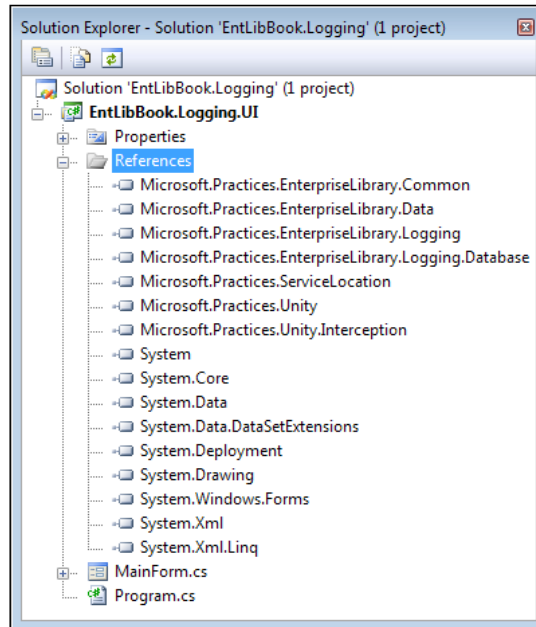 Solution Explorer - Solution 'EntLibBook.Logging' (1 project)
Solution 'EntLibBook.Logging' (1 project)
EntLibBook.Logging.UI
Properties
References
Microsoft.Practices.EnterpriseLibrary.Common
Microsoft.Practices.EnterpriseLibrary.Data
Microsoft.Practices.EnterpriseLibrary.Logging
Microsoft.Practices.EnterpriseLibrary.Logging.Database
Microsoft.Practices.ServiceLocation
Microsoft.Practices.Unity
Microsoft.Practices.Unity.Interception
System
System.Core
System.Data
System.Data.DataSetExtensions
System.Deployment
System.Drawing
System.Windows.Forms
System.Xml
System.Xml.Linq
MainForm.cs
Program.cs